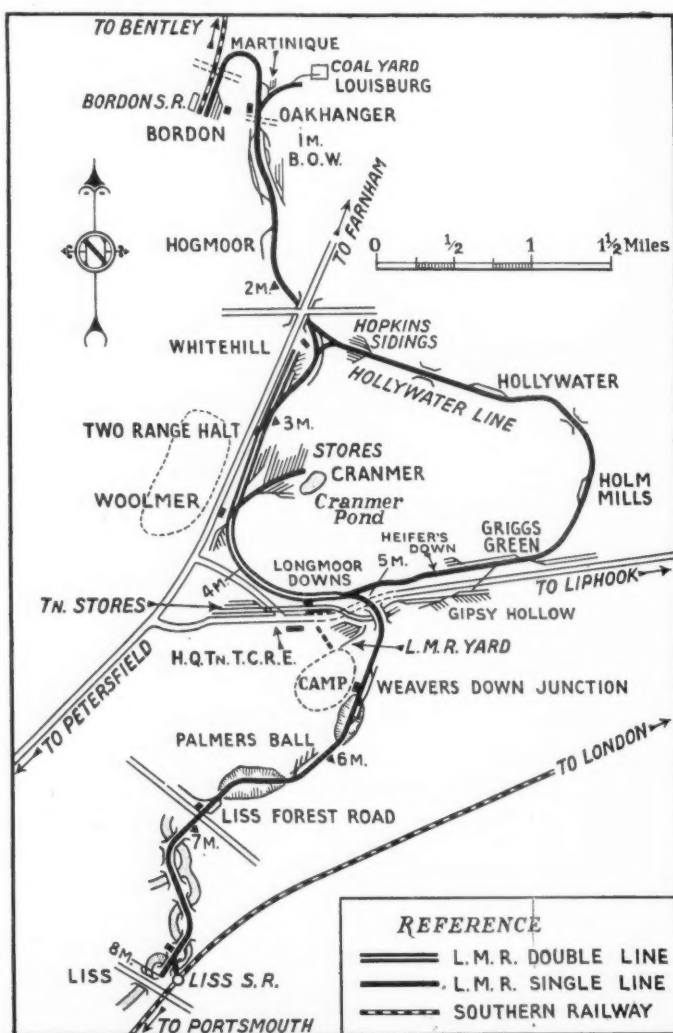 TO BENTLEY
MARTINIQUE
COAL YARD
LOUISBURG
BORDON S.R.
BORDON
OAKHANGER
1M.
B.O.W.
TO FARNHAM
HOGMOOR
0 1/2 1 1½ Miles
N
2M.
WHITEHILL
HOPKINS
SIDINGS
HOLLYWATER LINE
HOLLYWATER
3M.
TWO RANGE HALT
STORES
CRANMER
Cranmer
Pond
WOOLMER
HOLM
MILLS
GRIGGS
GREEN
HEIFER'S
DOWN
LONGMOOR
DOWNS
5M.
4M.
TO LIPHOOK
TN. STORES
GIPSY HOLLOW
H.Q.TN.T.C.R.E.
L.M.R. YARD
CAMP
WEAVERS DOWN JUNCTION
TO PETERSFIELD
PALMERS BALL
6M.
TO LONDON
LISS FOREST ROAD
7M.
8M.
LISS
LISS S.R.
TO PORTSMOUTH
REFERENCE
L.M.R. DOUBLE LINE
L.M.R. SINGLE LINE
SOUTHERN RAILWAY